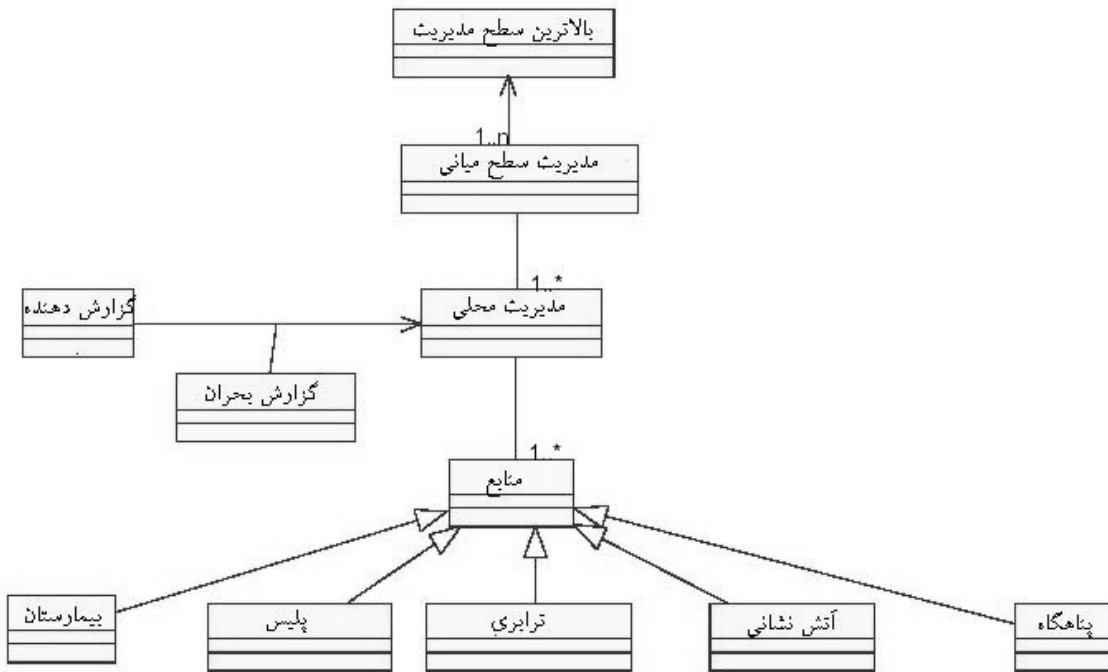 بالاترین سطح مدیریت
1..n
مدیریت سطح میانی
1..*
مدیریت محلی
گزارش دهنده
گزارش بحران
1..*
منابع
بیمارستان
پلیس
ترابري
آتش نشانی
پناهگاه